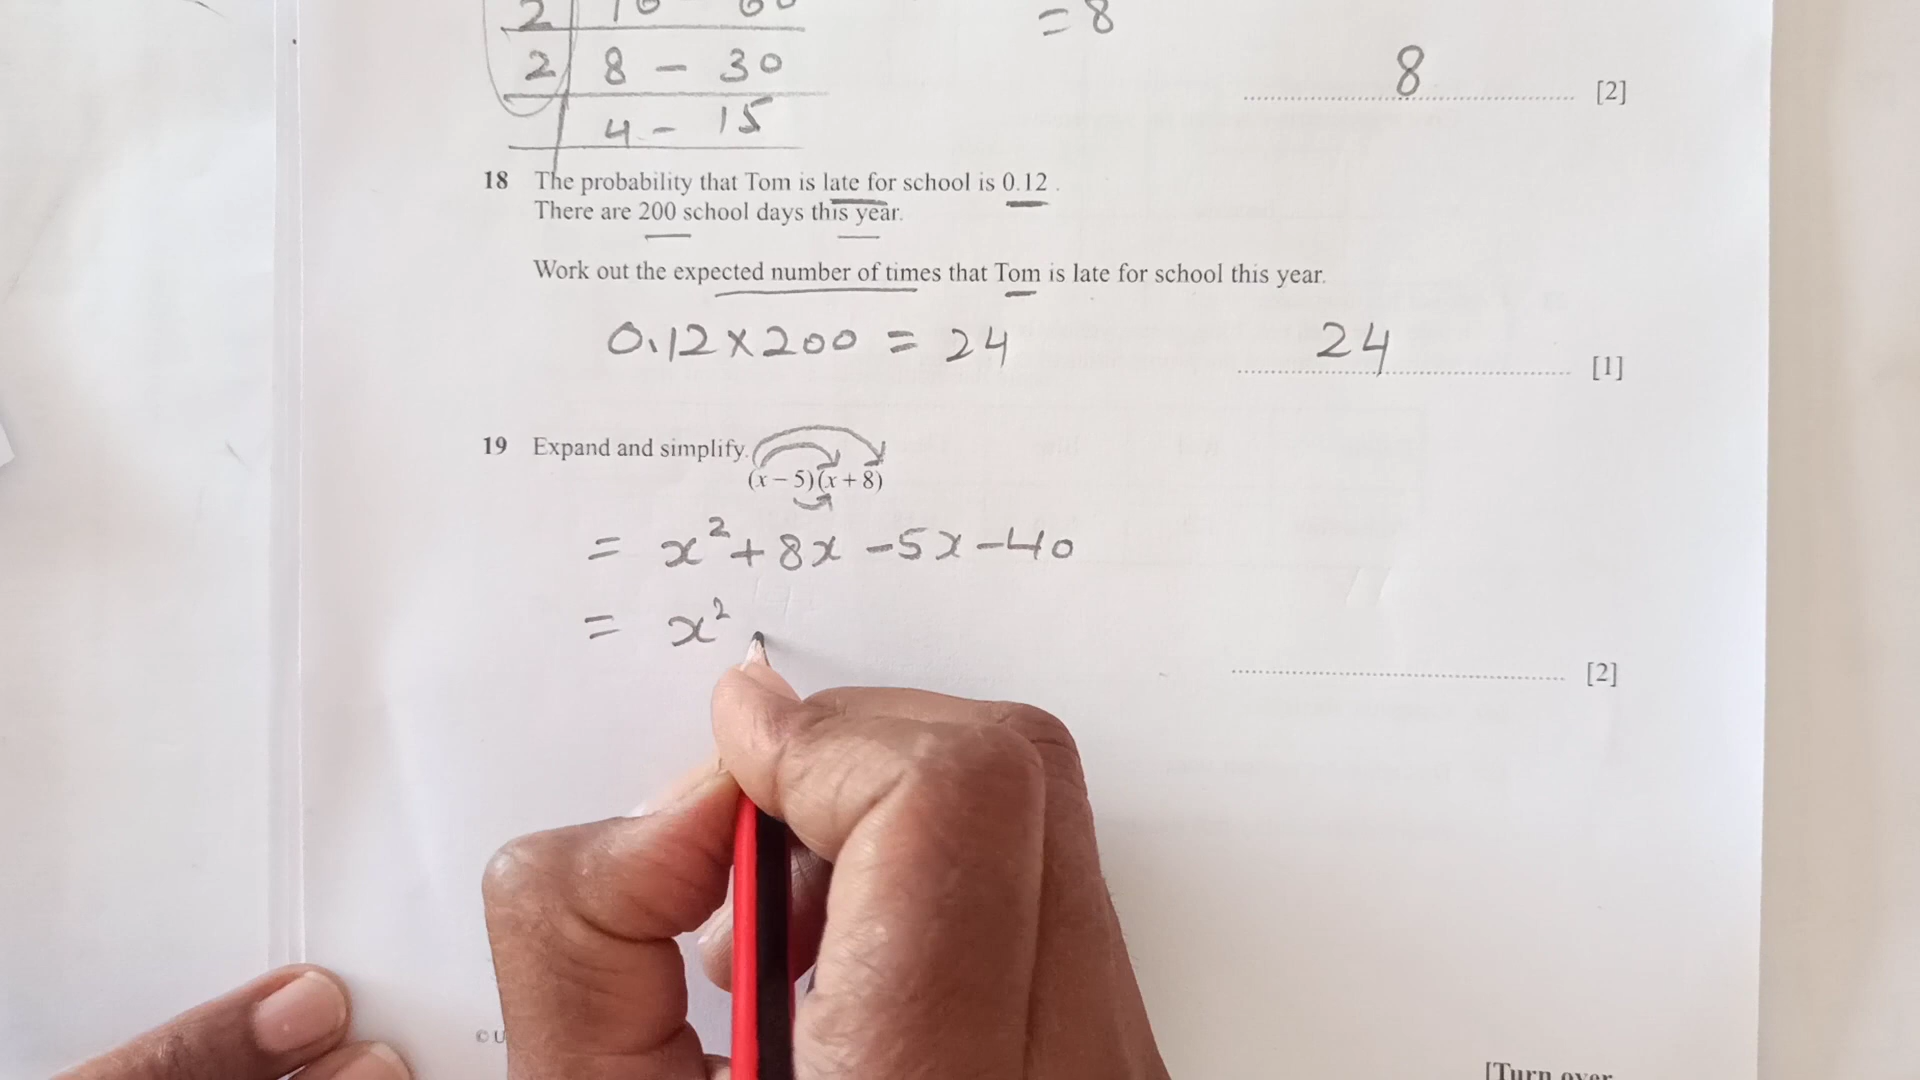 2 16 - 60
= 8
2 8 - 30
8
[2]
4 - 15
18 The probability that Tom is late for school is 0.12 .
There are 200 school days this year.
Work out the expected number of times that Tom is late for school this year.
0.12 × 200 = 24
24
[1]
19 Expand and simplify.
(x – 5)(x + 8)
= x² + 8x - 5x - 40
= x²
[2]
© U
[Turn over